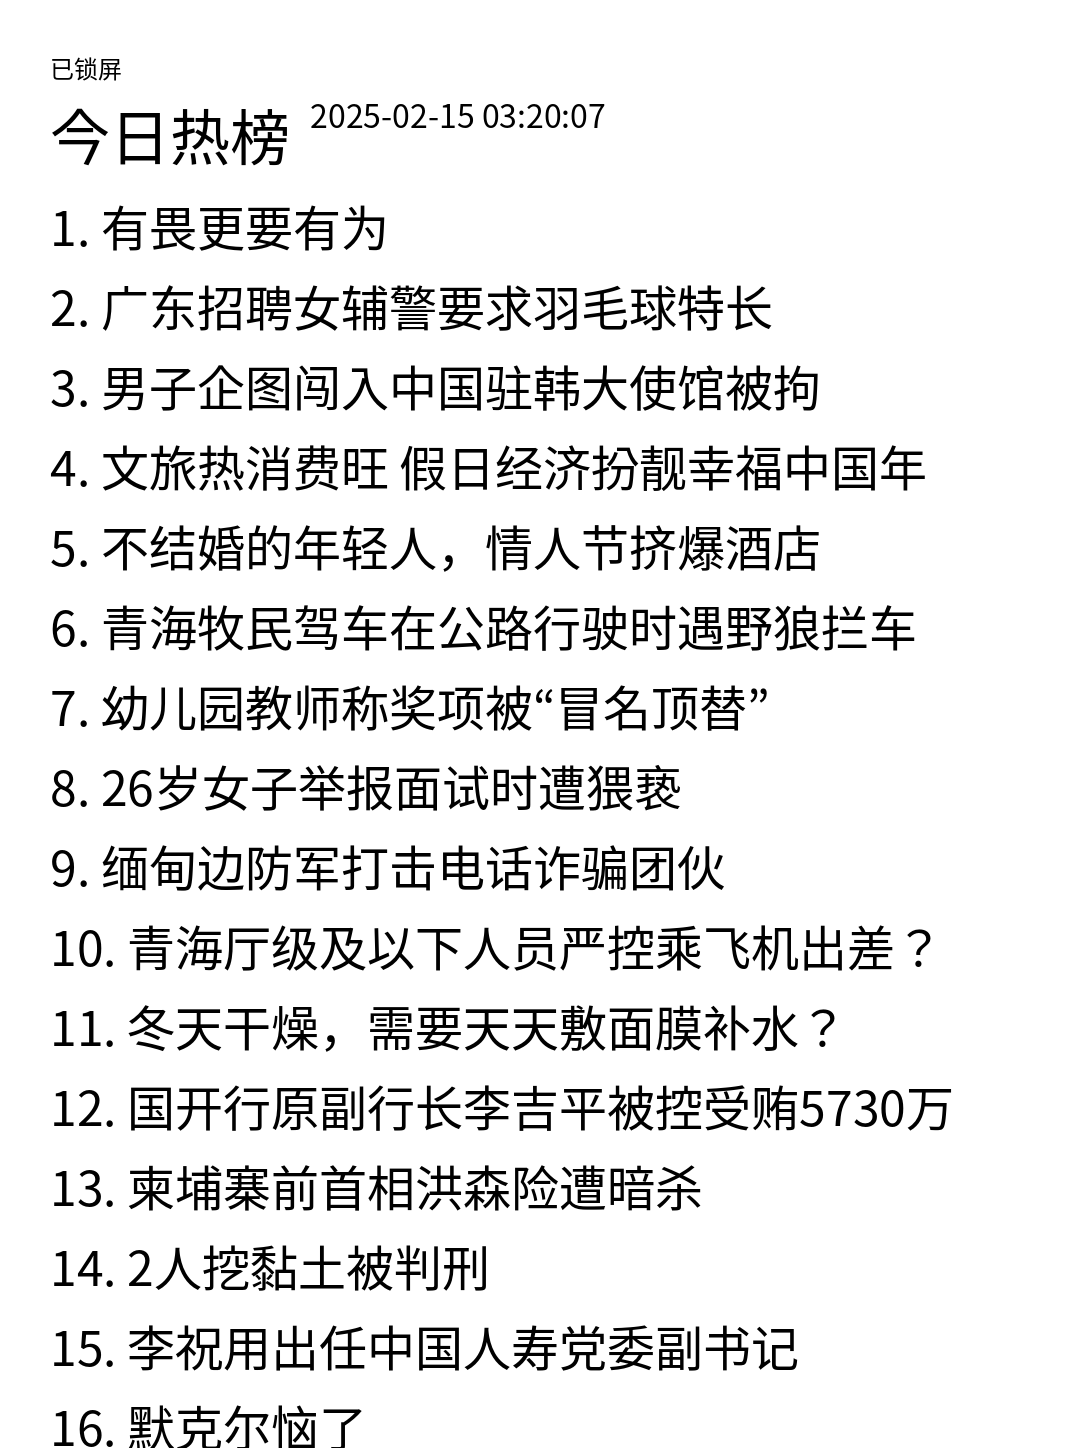 已锁屏
今日热榜 2025-02-15 03:20:07
1. 有畏更要有为
2. 广东招聘女辅警要求羽毛球特长
3. 男子企图闯入中国驻韩大使馆被拘
4. 文旅热消费旺 假日经济扮靓幸福中国年
5. 不结婚的年轻人，情人节挤爆酒店
6. 青海牧民驾车在公路行驶时遇野狼拦车
7. 幼儿园教师称奖项被“冒名顶替”
8. 26岁女子举报面试时遭猥亵
9. 缅甸边防军打击电话诈骗团伙
10. 青海厅级及以下人员严控乘飞机出差？
11. 冬天干燥，需要天天敷面膜补水？
12. 国开行原副行长李吉平被控受贿5730万
13. 柬埔寨前首相洪森险遭暗杀
14. 2人挖黏土被判刑
15. 李祝用出任中国人寿党委副书记
16. 默克尔恼了